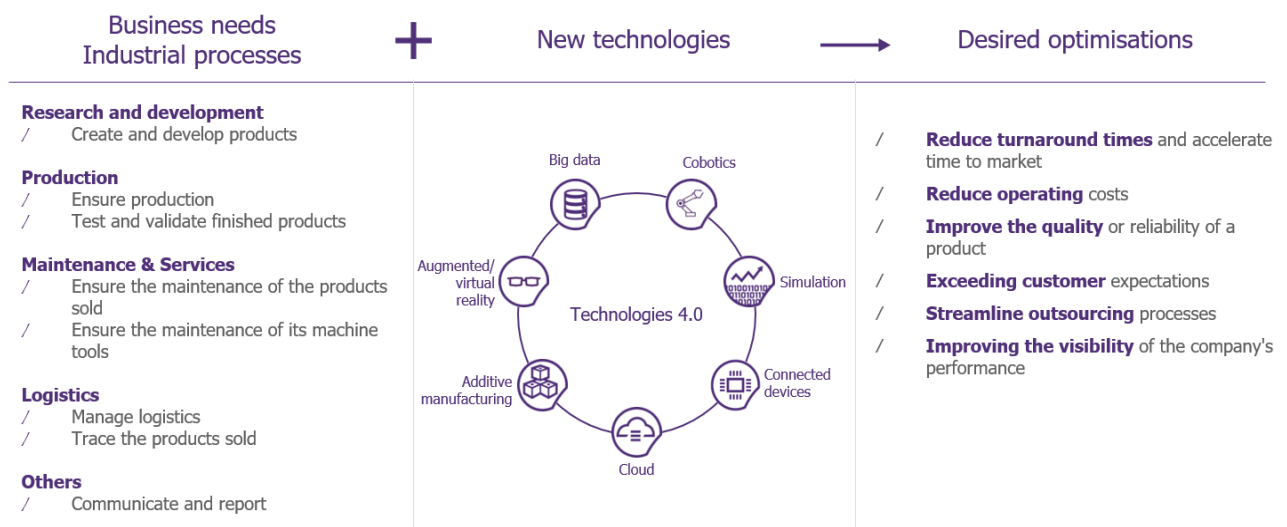 Business needs
Industrial processes
+
New technologies
Desired optimisations
Research and development
/ Create and develop products
Production
/ Ensure production
/ Test and validate finished products
Maintenance & Services
/ Ensure the maintenance of the products
sold
/ Ensure the maintenance of its machine
tools
Logistics
/ Manage logistics
/ Trace the products sold
Others
/ Communicate and report
Big data
Cobotics
Augmented/
virtual
reality
Simulation
010010110
01101011
Technologies 4.0
Additive
manufacturing
Connected
devices
Cloud
/ Reduce turnaround times and accelerate
time to market
/ Reduce operating costs
/ Improve the quality or reliability of a
product
/ Exceeding customer expectations
/ Streamline outsourcing processes
/ Improving the visibility of the company's
performance